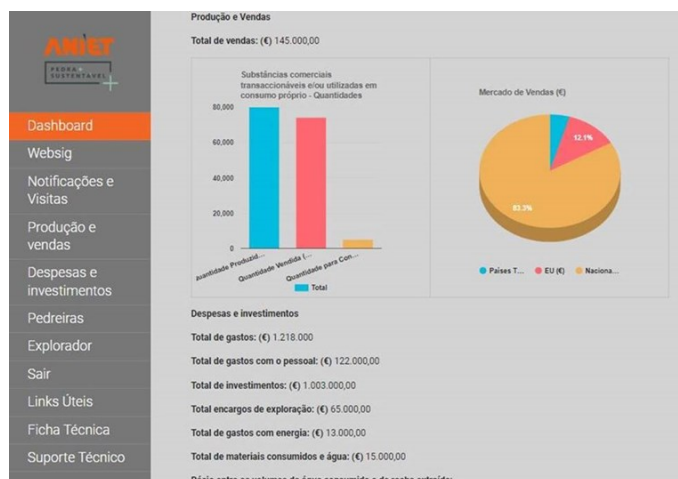 ANIET
PEDRA
SUSTENTÁVEL
Dashboard
Websig
Notificações e
Visitas
Produção e
vendas
Despesas e
investimentos
Pedreiras
Explorador
Sair
Links Úteis
Ficha Técnica
Suporte Técnico
Produção e Vendas
Total de vendas: (€) 145.000,00
Substâncias comerciais
transaccionáveis e/ou utilizadas em
consumo próprio - Quantidades
80,000
60,000
40,000
20,000
0
uantidade Produzid...
Quantidade Vendida (...
Quantidade para Con...
Total
Mercado de Vendas (€)
12.1%
83.3%
Países T...
EU (€)
Naciona...
Despesas e investimentos
Total de gastos: (€) 1.218.000
Total de gastos com o pessoal: (€) 122.000,00
Total de investimentos: (€) 1.003.000,00
Total encargos de exploração: (€) 65.000,00
Total de gastos com energia: (€) 13.000,00
Total de materiais consumidos e água: (€) 15.000,00